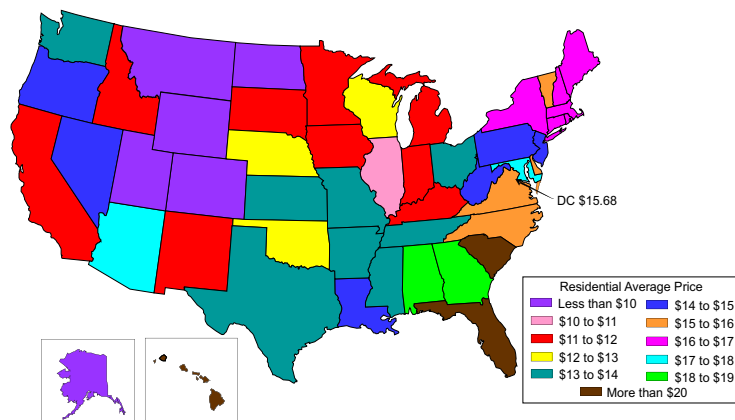 DC $15.68
Residential Average Price
Less than $10
$10 to $11
$11 to $12
$12 to $13
$13 to $14
$14 to $15
$15 to $16
$16 to $17
$17 to $18
$18 to $19
More than $20